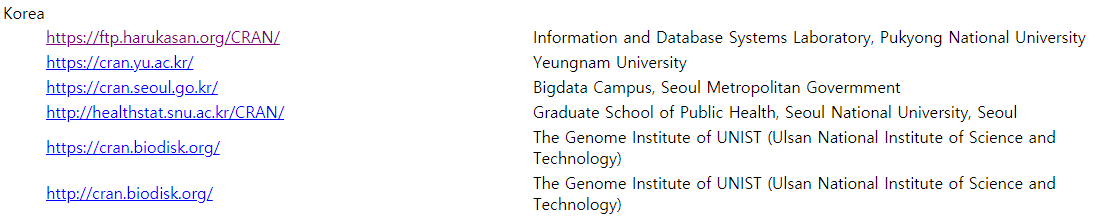 Korea
https://ftp.harukasan.org/CRAN/ Information and Database Systems Laboratory, Pukyong National University
https://cran.yu.ac.kr/ Yeungnam University
https://cran.seoul.go.kr/ Bigdata Campus, Seoul Metropolitan Govermment
http://healthstat.snu.ac.kr/CRAN/ Graduate School of Public Health, Seoul National University, Seoul
https://cran.biodisk.org/ The Genome Institute of UNIST (Ulsan National Institute of Science and
Technology)
http://cran.biodisk.org/ The Genome Institute of UNIST (Ulsan National Institute of Science and
Technology)